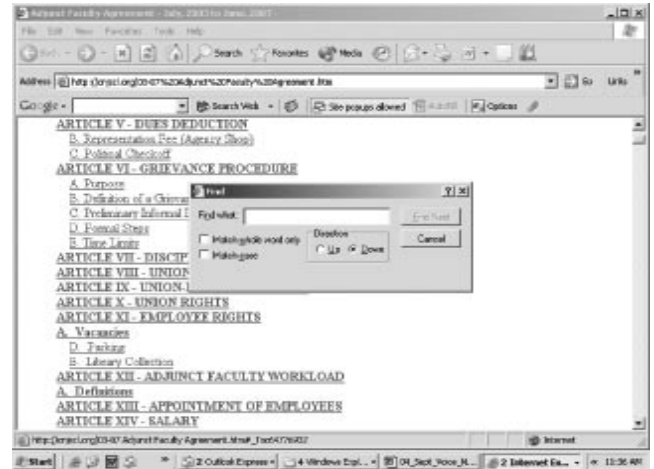 Adjunct Faculty Agreement - July, 2003 to June, 2007
File Edit View Favorites Tools Help
Search Favorites Media
Address
Go Links
Google Search Web Site popups allowed Options
ARTICLE V - DUES DEDUCTION
B. Representation Fee (Agency Shop)
C. Political Checkoff
ARTICLE VI - GRIEVANCE PROCEDURE
A. Purpose
B. Definition of a
C. Preliminary Informal
D. Formal Steps
E. Time Limits
ARTICLE VII - DISCIP
ARTICLE VIII - UNION
ARTICLE IX - UNION-
ARTICLE X - UNION RIGHTS
ARTICLE XI - EMPLOYEE RIGHTS
A. Vacancies
D. Parking
E. Library Collection
ARTICLE XII - ADJUNCT FACULTY WORKLOAD
A. Definitions
ARTICLE XIII - APPOINTMENT OF EMPLOYEES
ARTICLE XIV - SALARY
Find
Find what:
Find Next
Match whole word only
Match case
Direction
Up Down
Cancel
Internet
Start 2 Outlook Express 4 Windows Expl... 2 Internet Ex... 11:36 AM